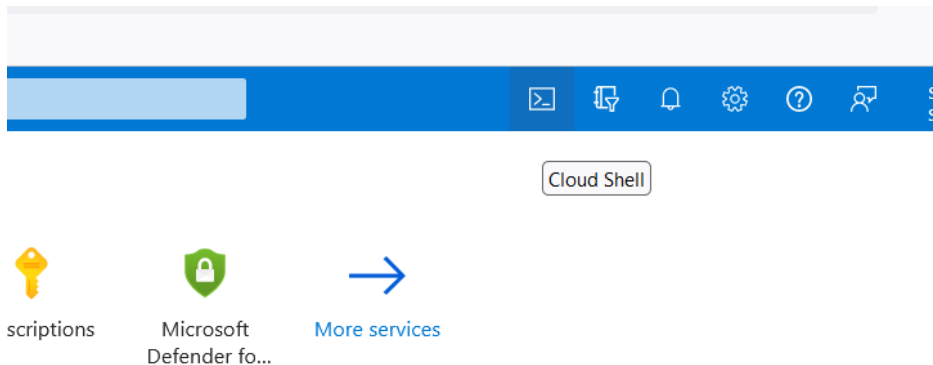 Cloud Shell
scriptions
Microsoft
Defender fo...
More services